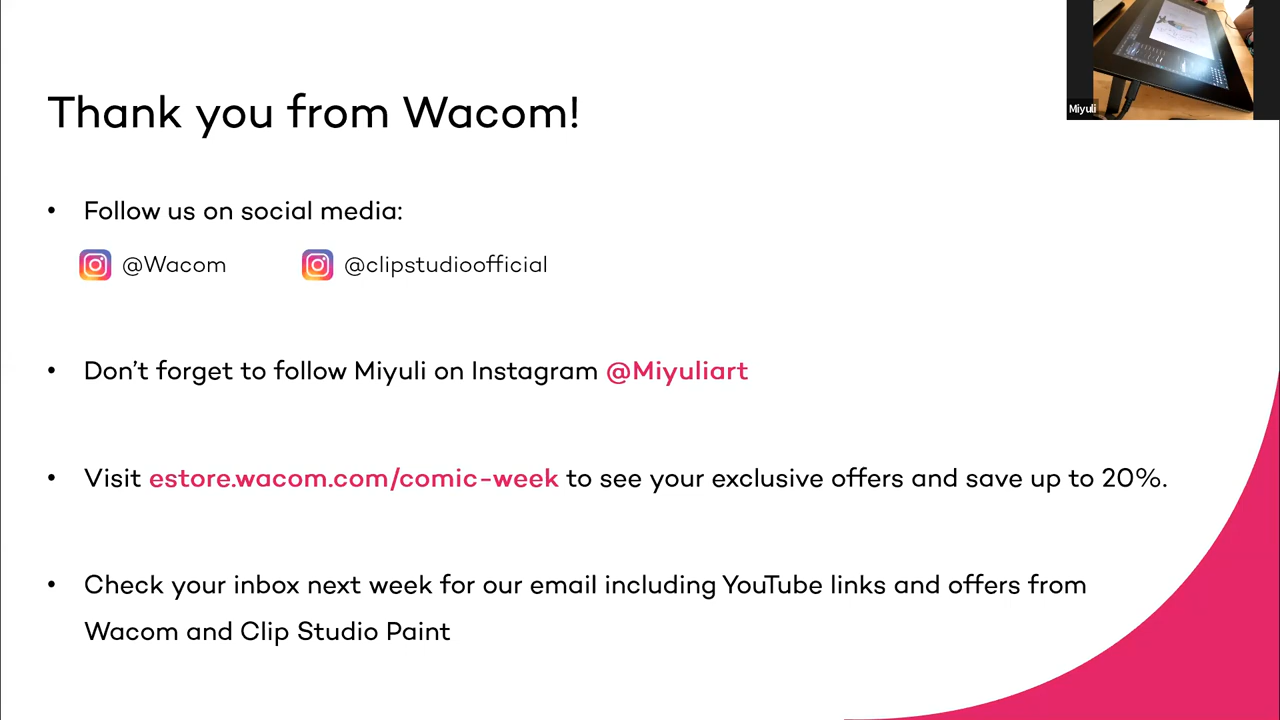 Miyuli
Thank you from Wacom!
• Follow us on social media:
@Wacom @clipstudioofficial
• Don’t forget to follow Miyuli on Instagram @Miyuliart
• Visit estore.wacom.com/comic-week to see your exclusive offers and save up to 20%.
• Check your inbox next week for our email including YouTube links and offers from
Wacom and Clip Studio Paint